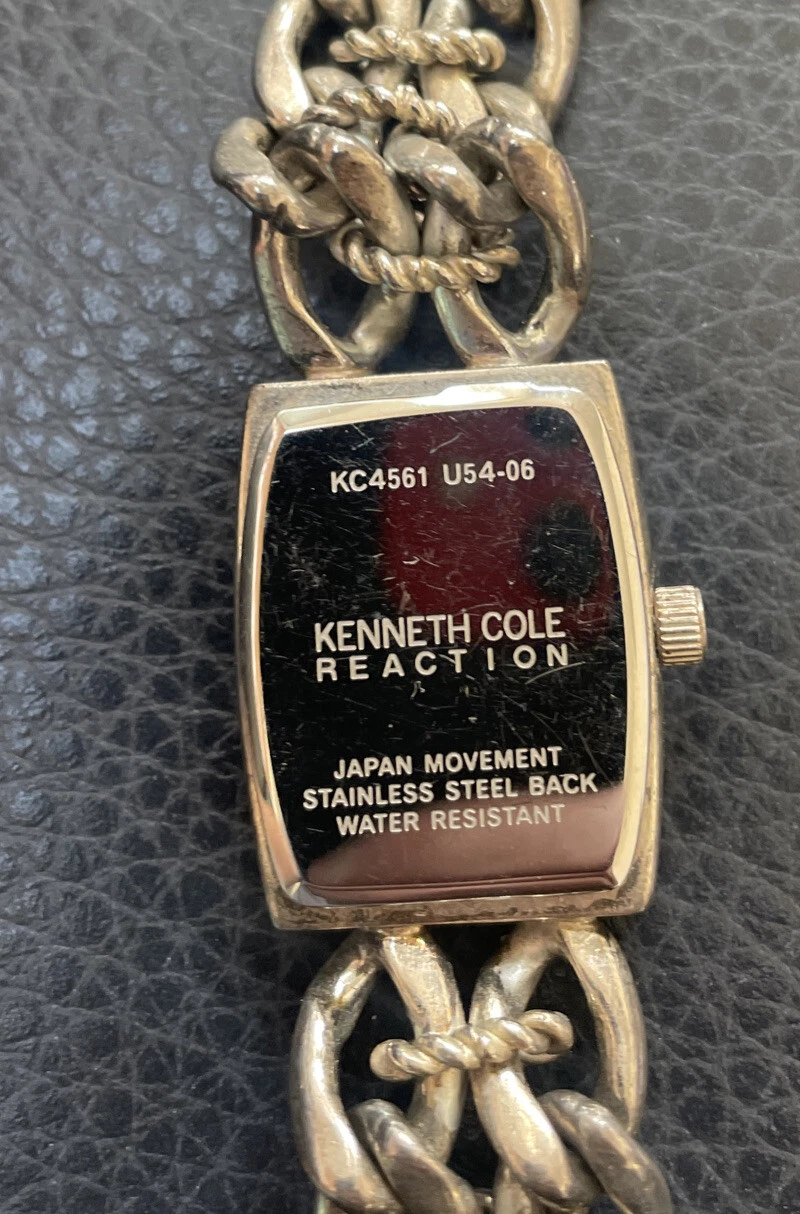 KC4561 U54-06
KENNETH COLE
REACTION
JAPAN MOVEMENT
STAINLESS STEEL BACK
WATER RESISTANT